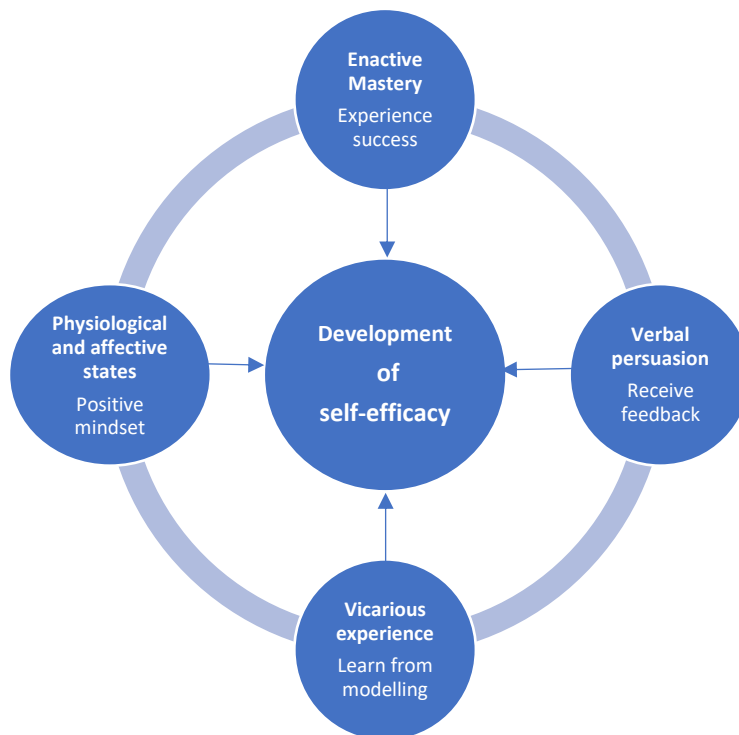 Enactive
Mastery
Experience
success
Physiological
and affective
states
Positive
mindset
Development
of
self-efficacy
Verbal
persuasion
Receive
feedback
Vicarious
experience
Learn from
modelling